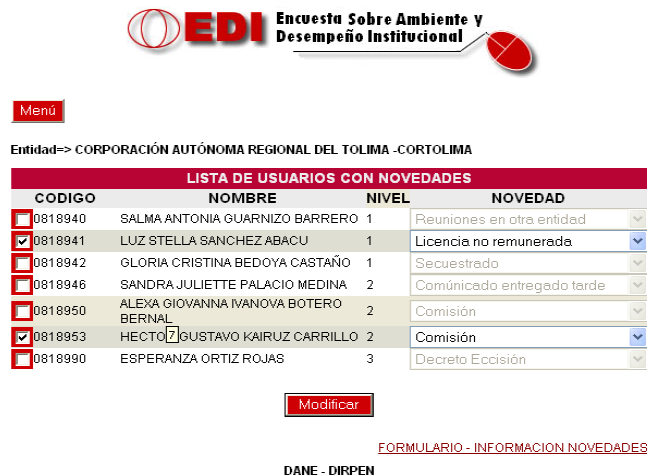 EDI Encuesta Sobre Ambiente y
Desempeño Institucional
Menú
Entidad=> CORPORACIÓN AUTÓNOMA REGIONAL DEL TOLIMA -CORTOLIMA
LISTA DE USUARIOS CON NOVEDADES
CODIGO NOMBRE NIVEL NOVEDAD
0818940 SALMA ANTONIA GUARNIZO BARRERO 1 Reuniones en otra entidad
0818941 LUZ STELLA SANCHEZ ABACU 1 Licencia no remunerada
0818942 GLORIA CRISTINA BEDOYA CASTAÑO 1 Secuestrado
0818946 SANDRA JULIETTE PALACIO MEDINA 2 Comúnicado entregado tarde
0818950 ALEXA GIOVANNA IVANOVA BOTERO
BERNAL 2 Comisión
0818953 HECTO 7 GUSTAVO KAIRUZ CARRILLO 2 Comisión
0818990 ESPERANZA ORTIZ ROJAS 3 Decreto Eccisión
Modificar
FORMULARIO - INFORMACION NOVEDADES
DANE - DIRPEN